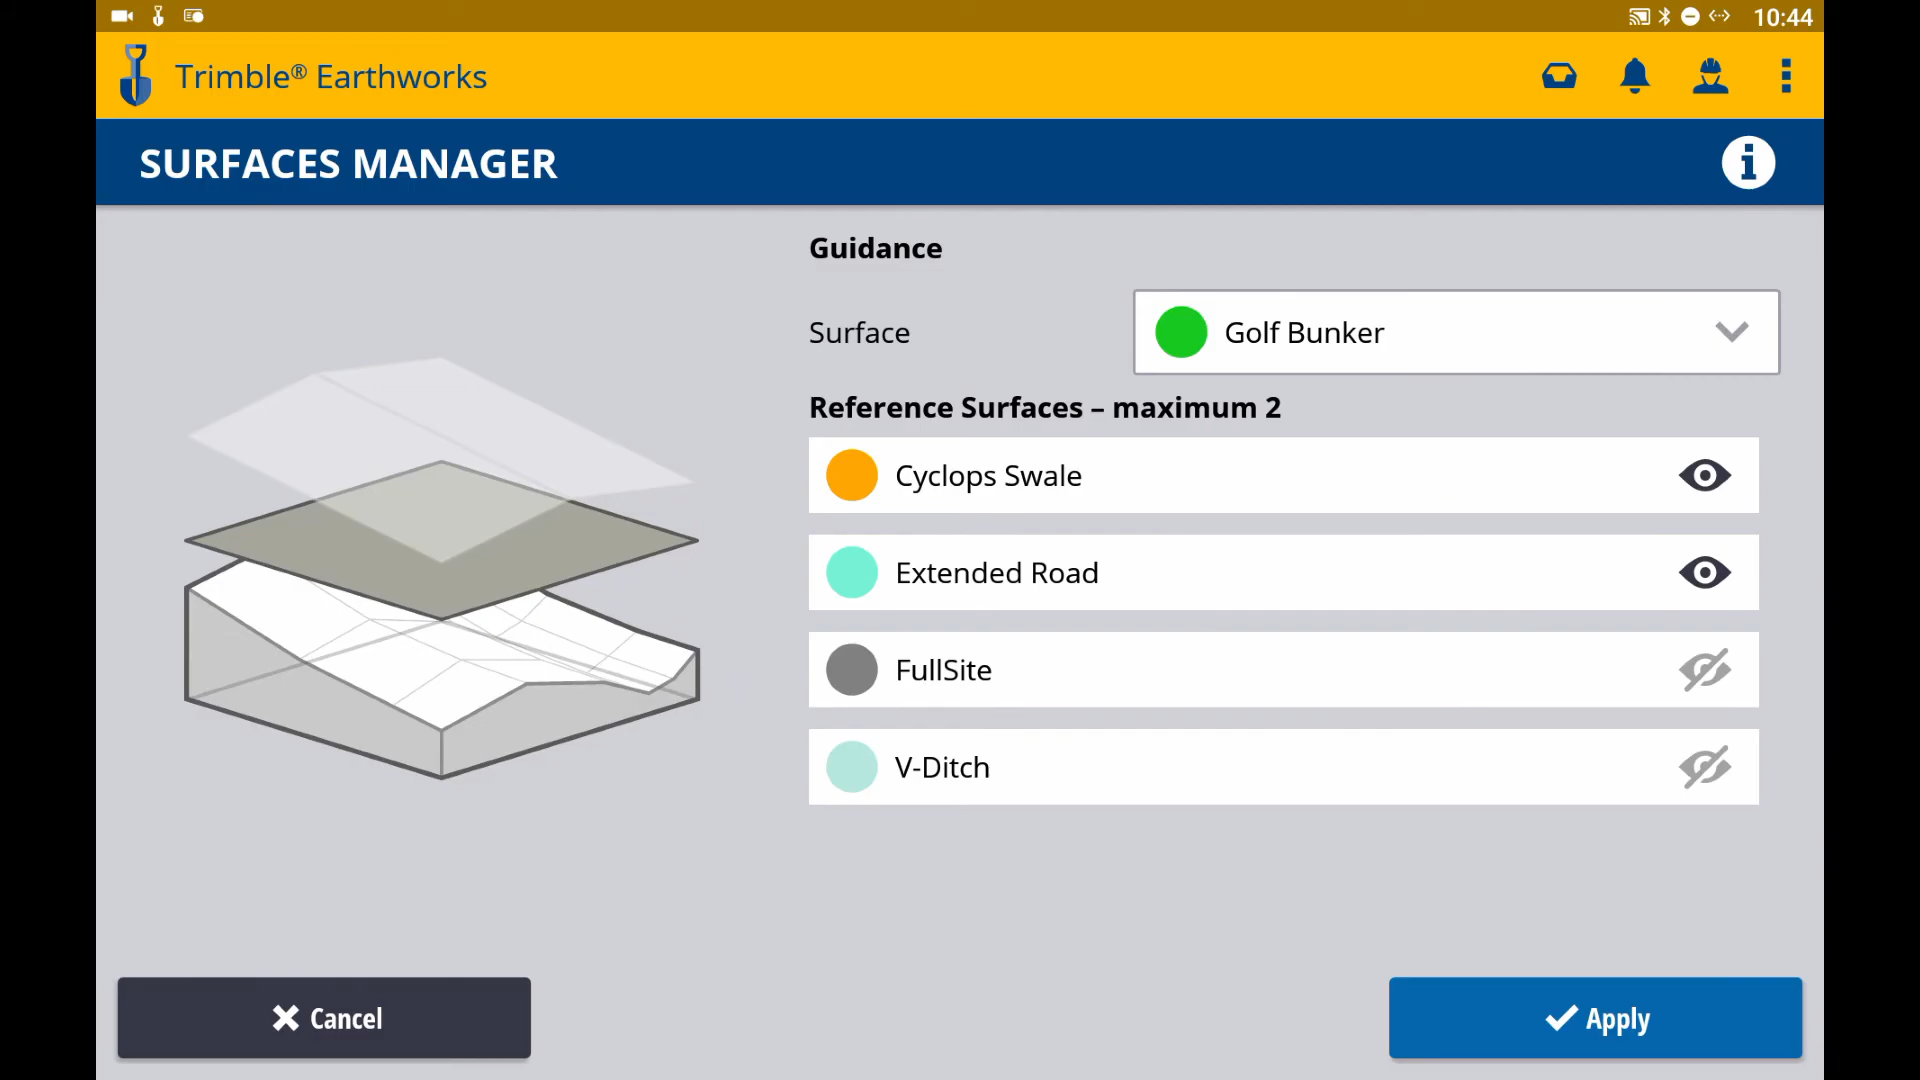 10:44
Trimble® Earthworks
SURFACES MANAGER
Guidance
Surface
Golf Bunker
Reference Surfaces – maximum 2
Cyclops Swale
Extended Road
FullSite
V-Ditch
Cancel
Apply